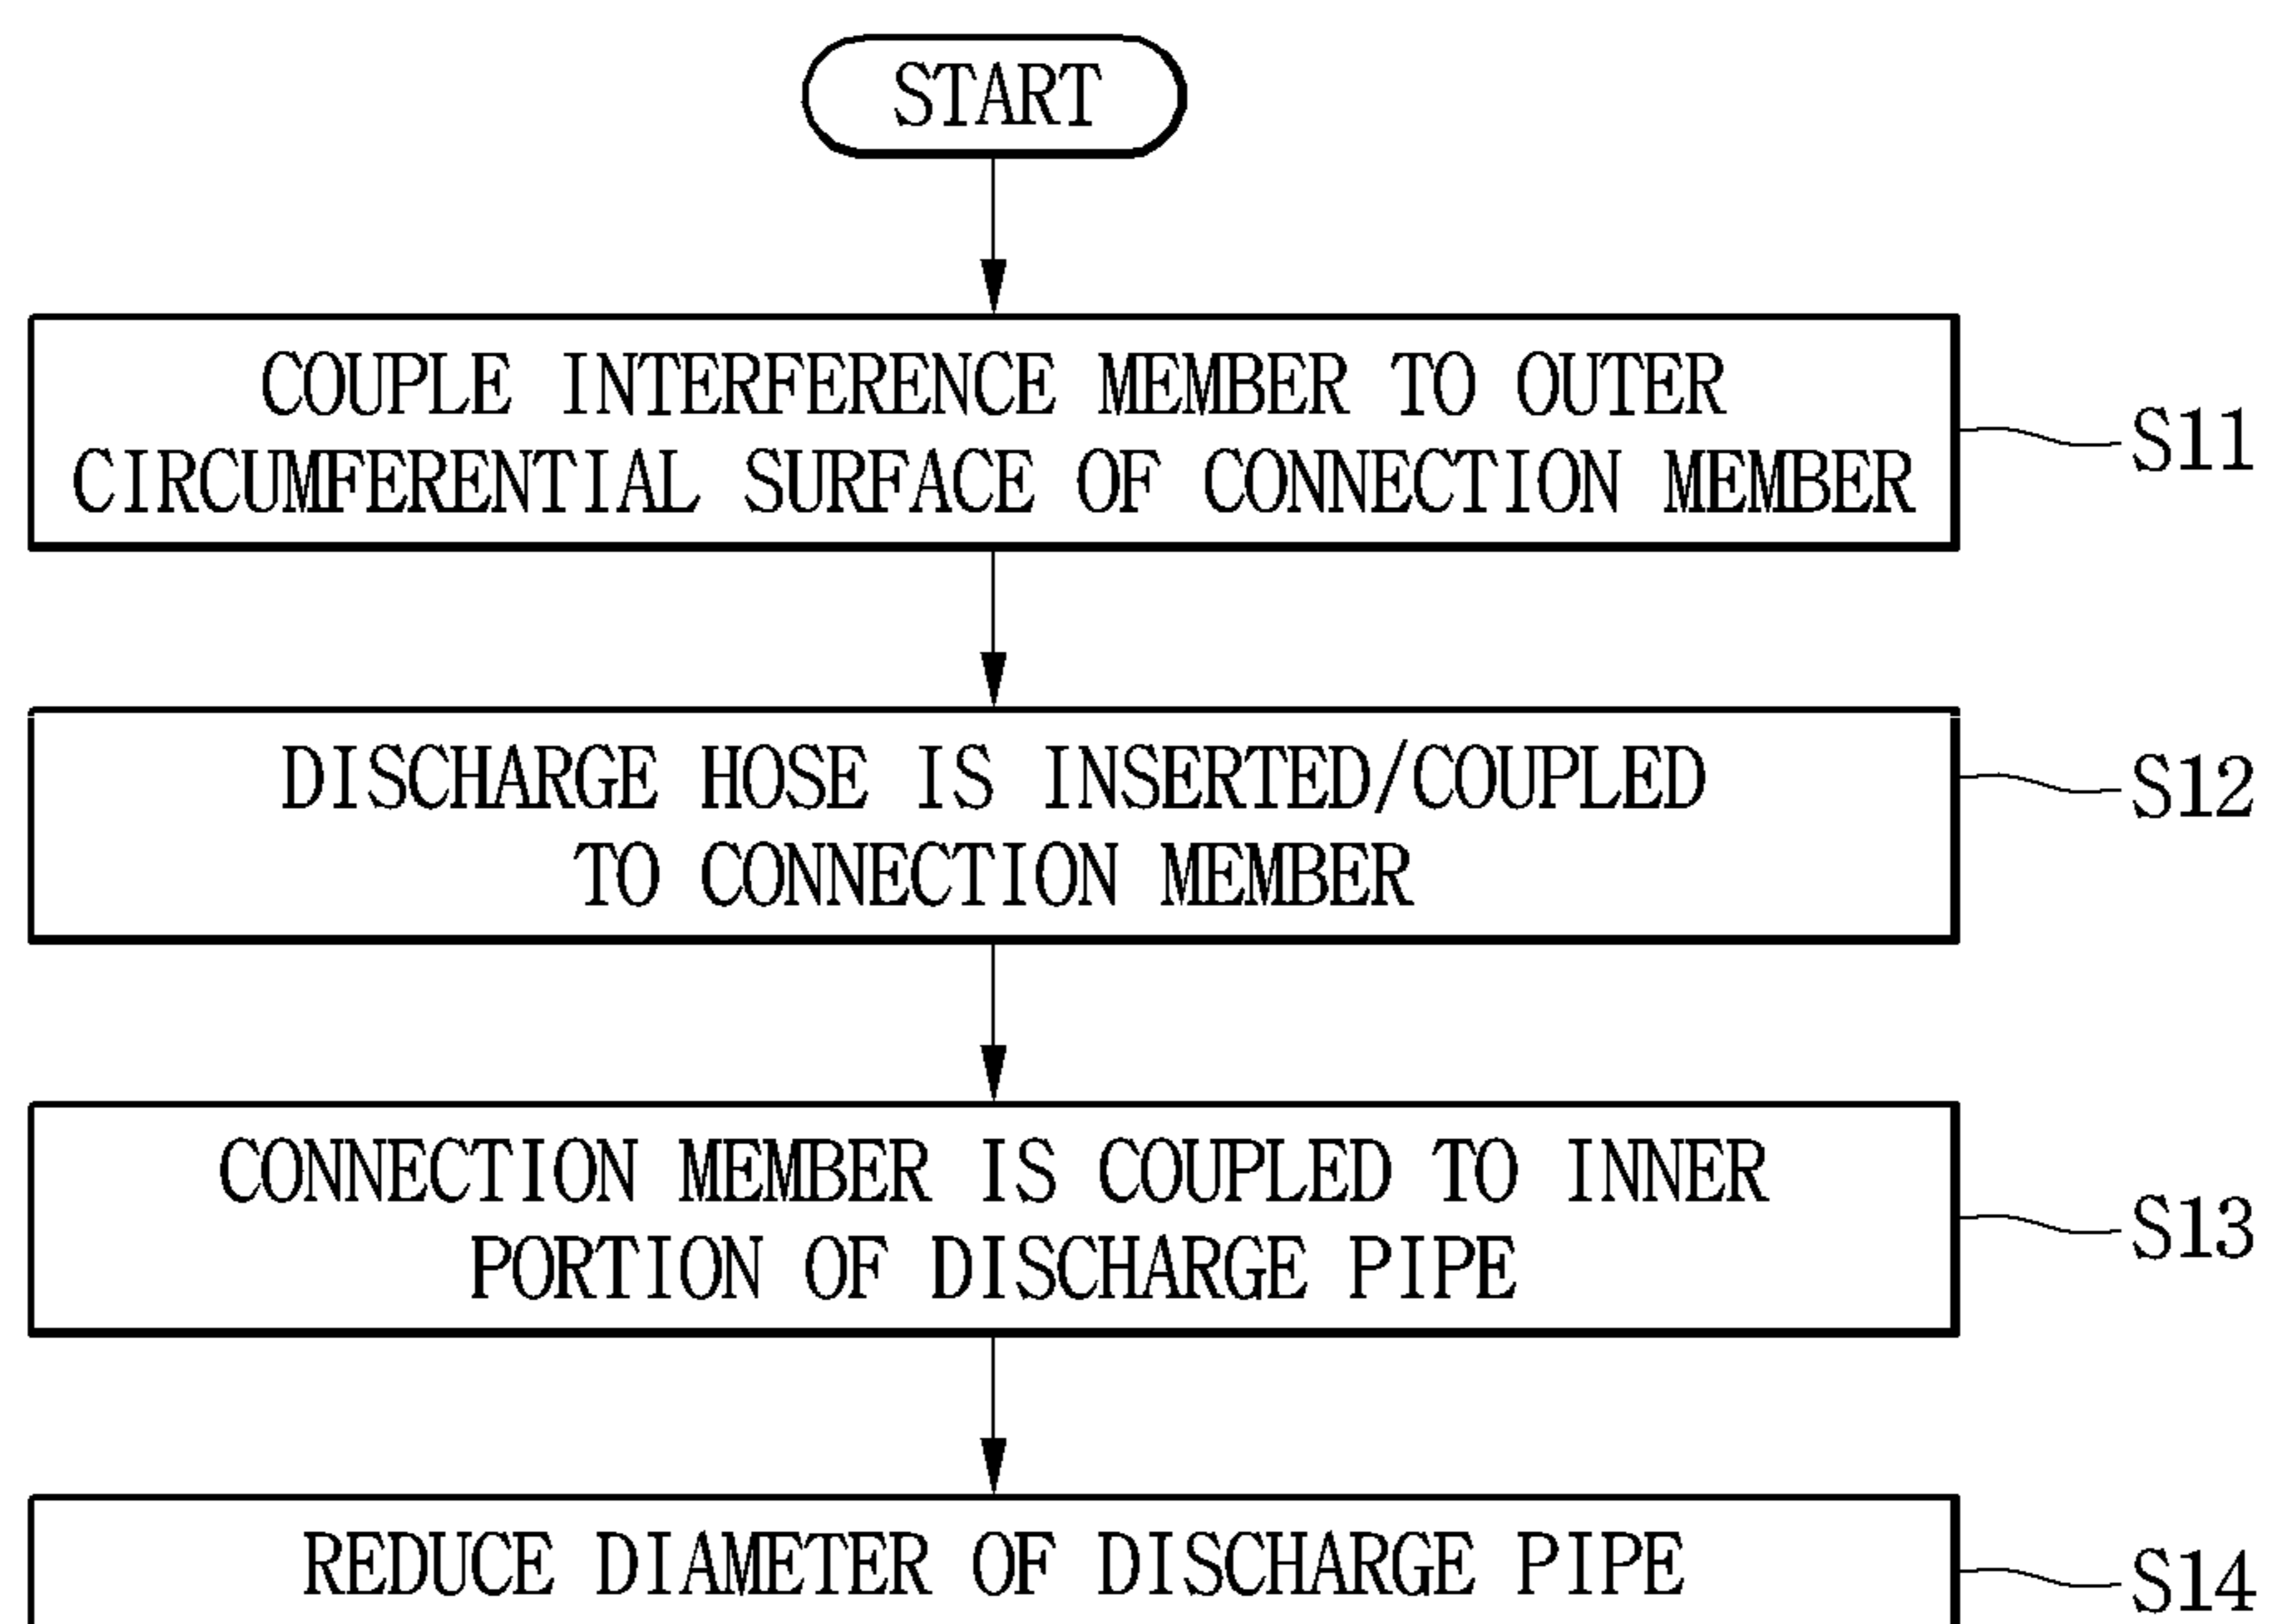 START
COUPLE INTERFERENCE MEMBER TO OUTER
CIRCUMFERENTIAL SURFACE OF CONNECTION MEMBER
S11
DISCHARGE HOSE IS INSERTED/COUPLED
TO CONNECTION MEMBER
S12
CONNECTION MEMBER IS COUPLED TO INNER
PORTION OF DISCHARGE PIPE
S13
REDUCE DIAMETER OF DISCHARGE PIPE
S14